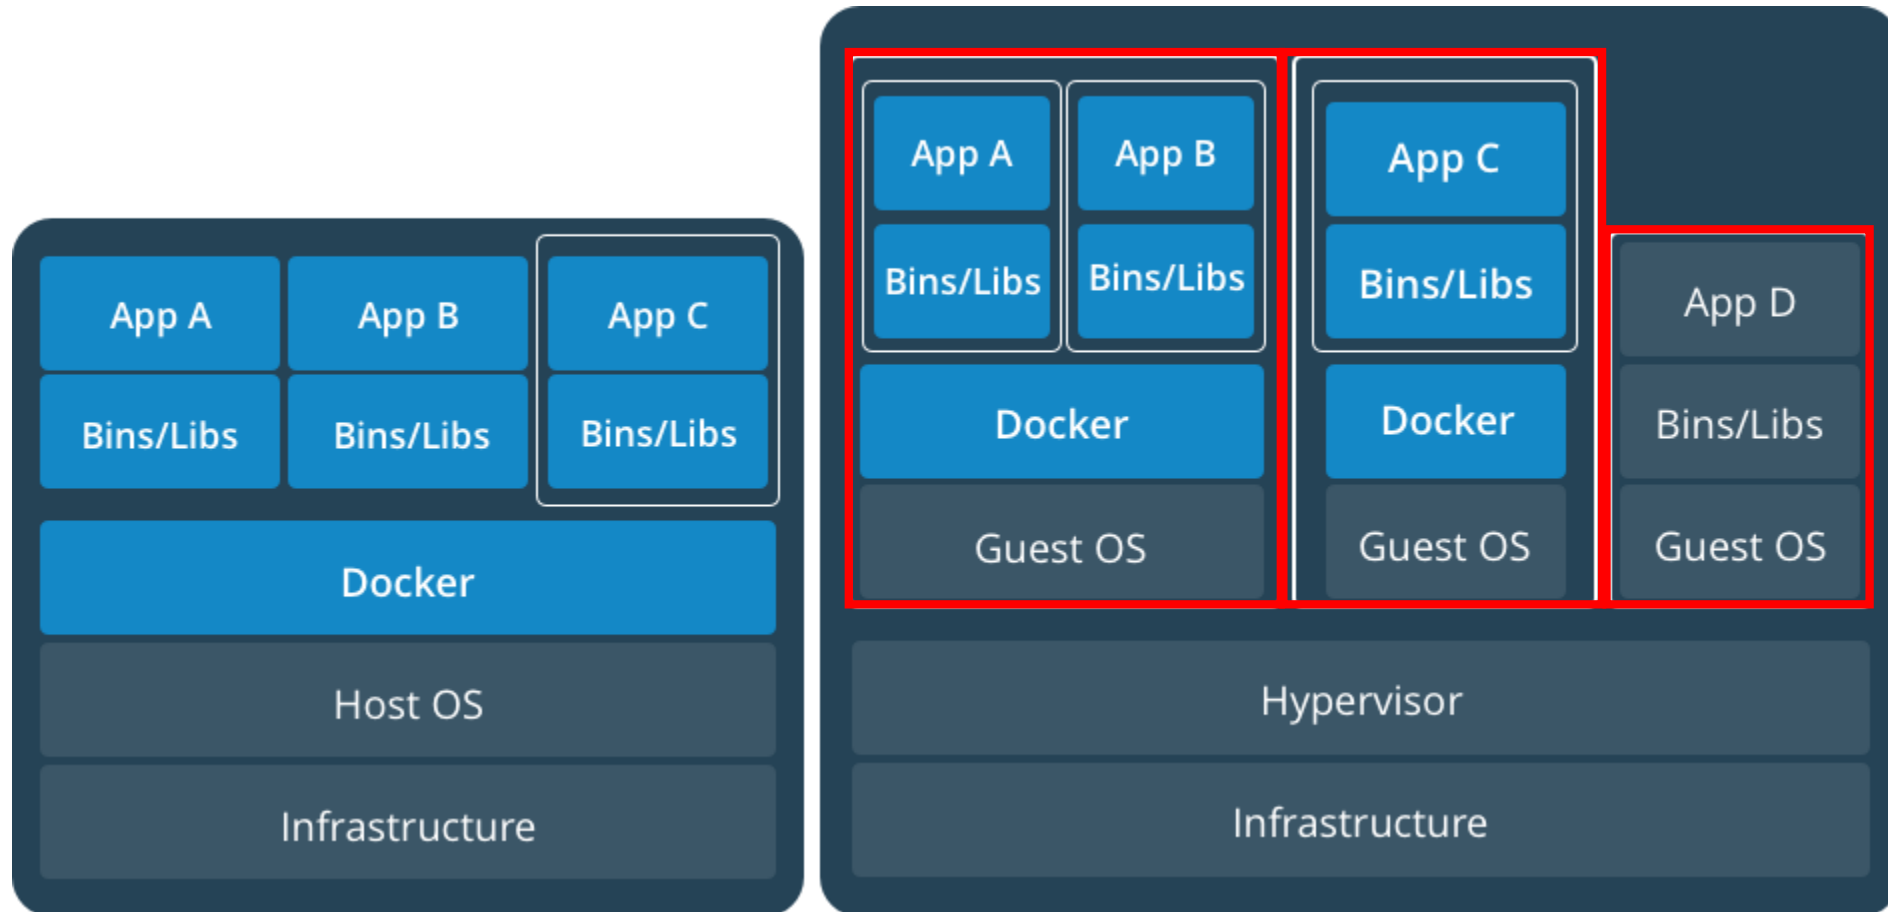 App A
App B
App C
Bins/Libs
Bins/Libs
Bins/Libs
Docker
Host OS
Infrastructure
App A
App B
App C
Bins/Libs
Bins/Libs
Bins/Libs
App D
Docker
Docker
Bins/Libs
Guest OS
Guest OS
Guest OS
Hypervisor
Infrastructure